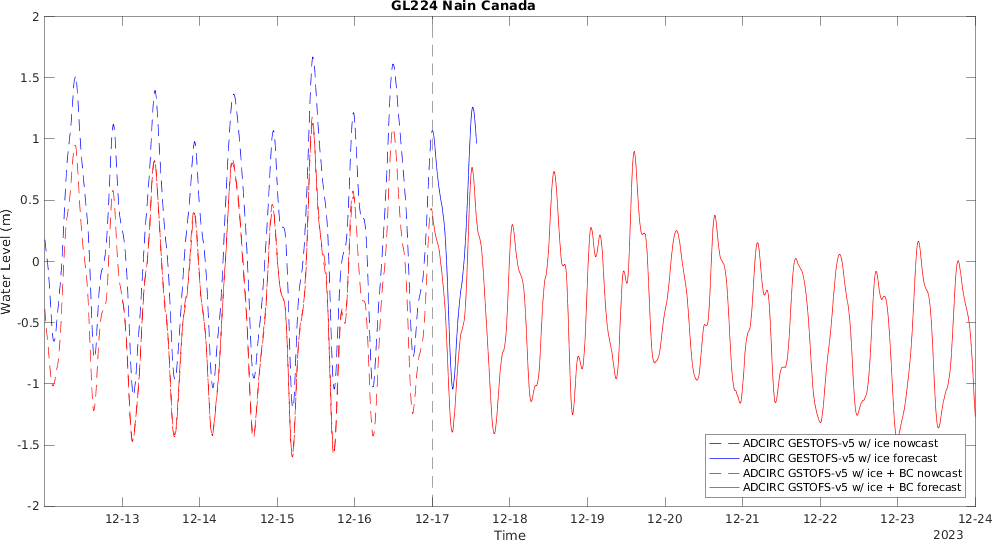 GL224 Nain Canada
Water Level (m)
2
1.5
1
0.5
0
-0.5
-1
-1.5
-2
ADCIRC GESTOFS-v5 w/ ice nowcast
ADCIRC GESTOFS-v5 w/ ice forecast
ADCIRC GSTOFS-v5 w/ ice + BC nowcast
ADCIRC GSTOFS-v5 w/ ice + BC forecast
12-13 12-14 12-15 12-16 12-17 12-18 12-19 12-20 12-21 12-22 12-23 12-24
Time
2023